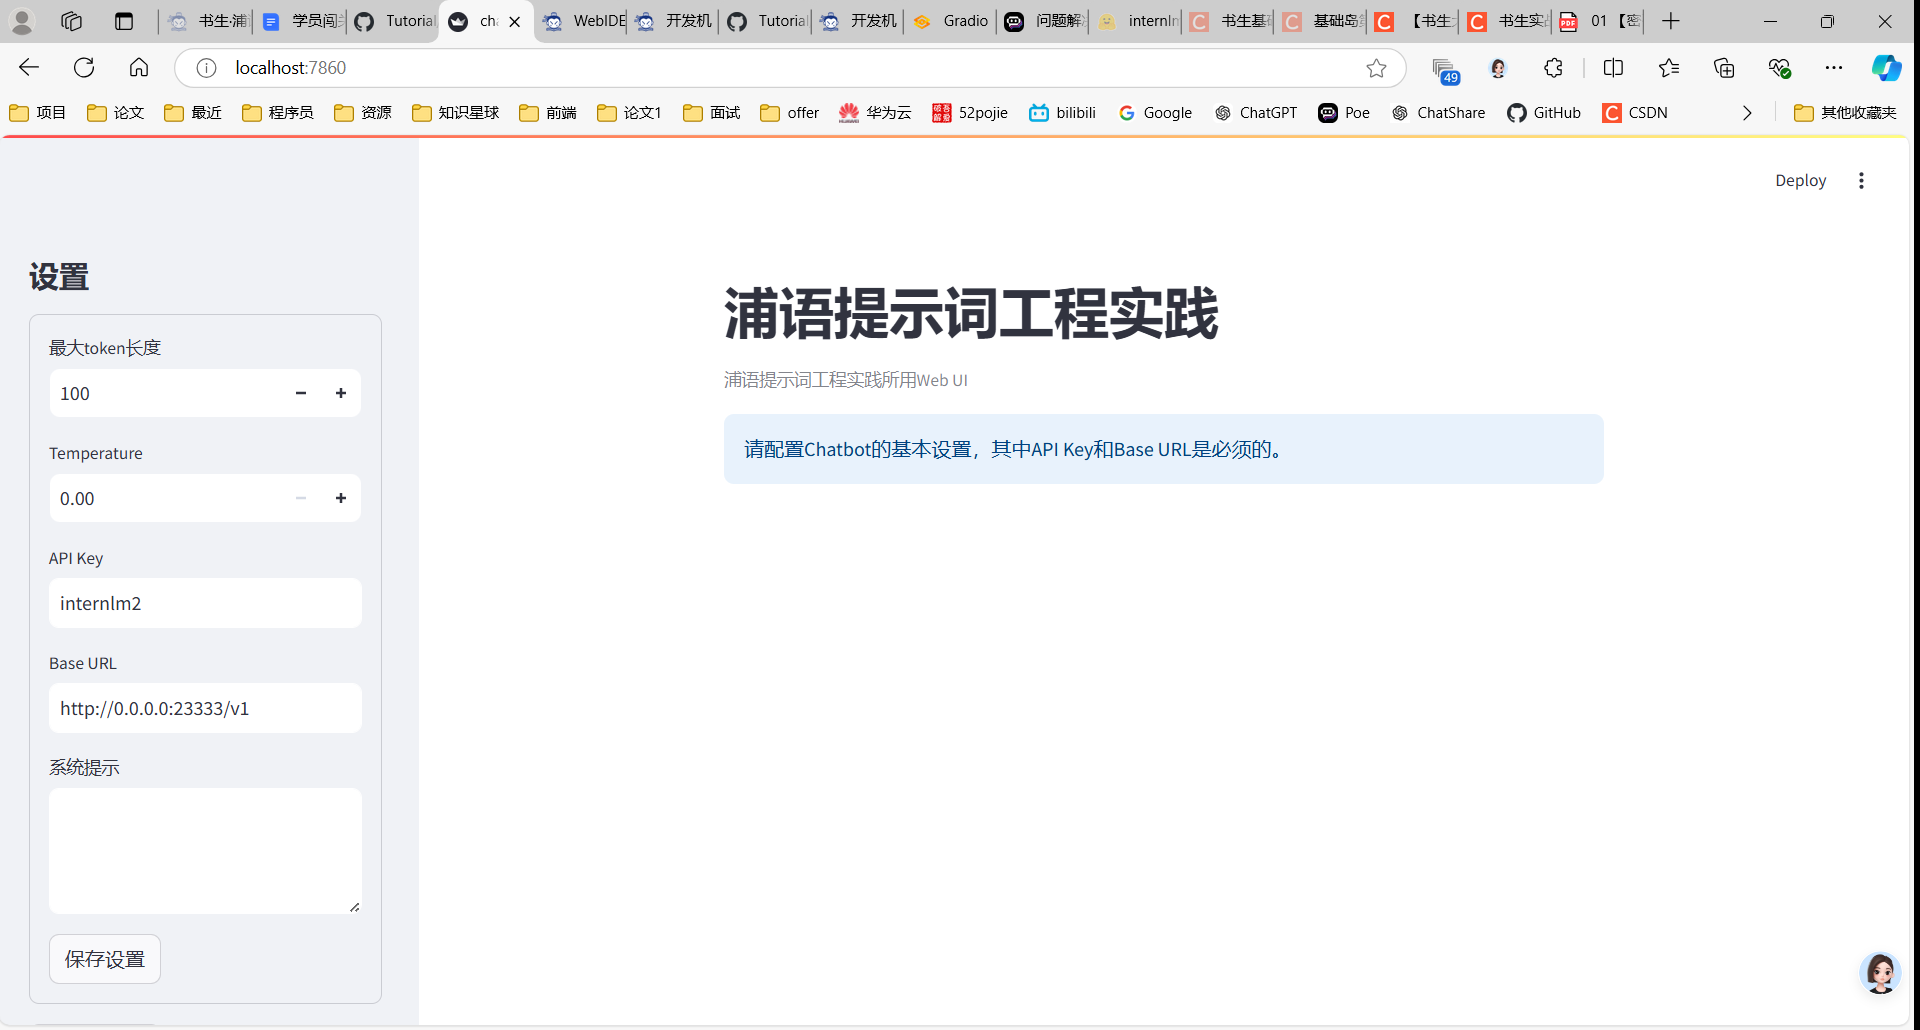 书生·浦
学员闯关
Tutorial
cha
WebIDE
开发机
Tutorial
开发机
Gradio
问题解决
internlm
书生基
基础岛第
【书生大
书生实战
01 【密
localhost:7860
49
项目
论文
最近
程序员
资源
知识星球
前端
论文1
面试
offer
华为云
52pojie
bilibili
Google
ChatGPT
Poe
ChatShare
GitHub
CSDN
其他收藏夹
Deploy
设置
最大token长度
100
Temperature
0.00
API Key
internlm2
Base URL
http://0.0.0.0:23333/v1
系统提示
保存设置
浦语提示词工程实践
浦语提示词工程实践所用Web UI
请配置Chatbot的基本设置，其中API Key和Base URL是必须的。